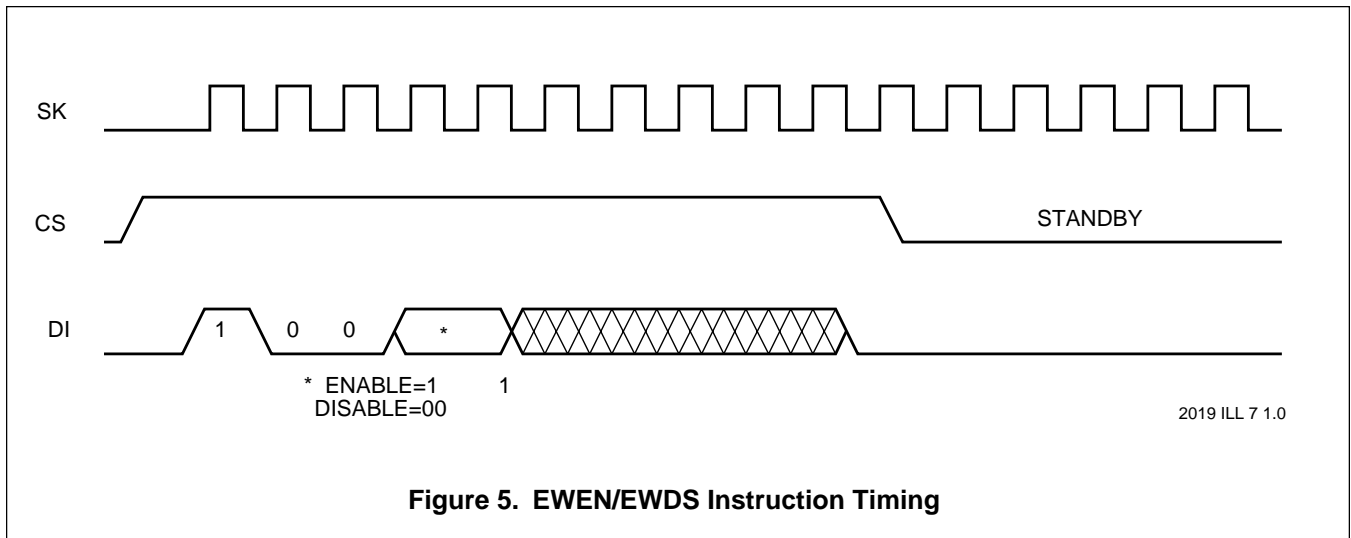 SK
CS
STANDBY
DI
1 0 0 *
* ENABLE=1 1
DISABLE=00
2019 ILL 7 1.0
Figure 5. EWEN/EWDS Instruction Timing